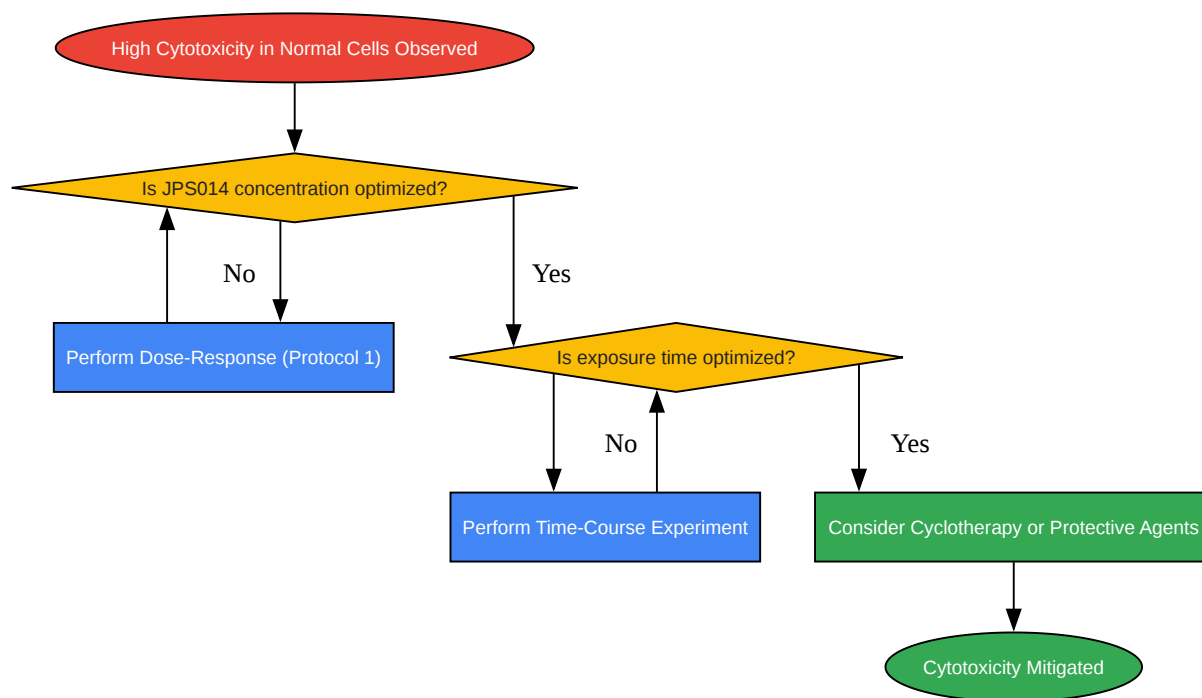 High Cytotoxicity in Normal Cells Observed
Is JPS014 concentration optimized?
No
Yes
Perform Dose-Response (Protocol 1)
Is exposure time optimized?
No
Yes
Perform Time-Course Experiment
Consider Cyclotherapy or Protective Agents
Cytotoxicity Mitigated